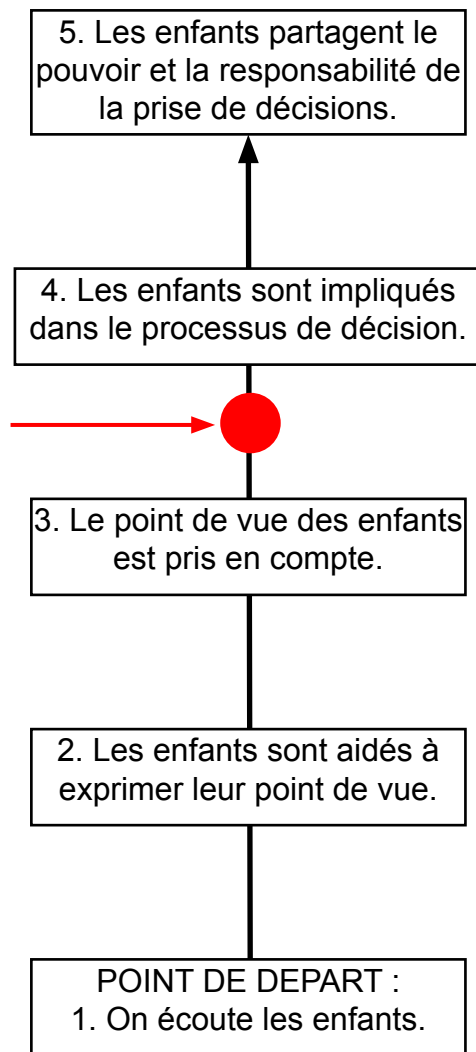 5. Les enfants partagent le
pouvoir et la responsabilité de
la prise de décisions.
4. Les enfants sont impliqués
dans le processus de décision.
3. Le point de vue des enfants
est pris en compte.
2. Les enfants sont aidés à
exprimer leur point de vue.
POINT DE DEPART :
1. On écoute les enfants.